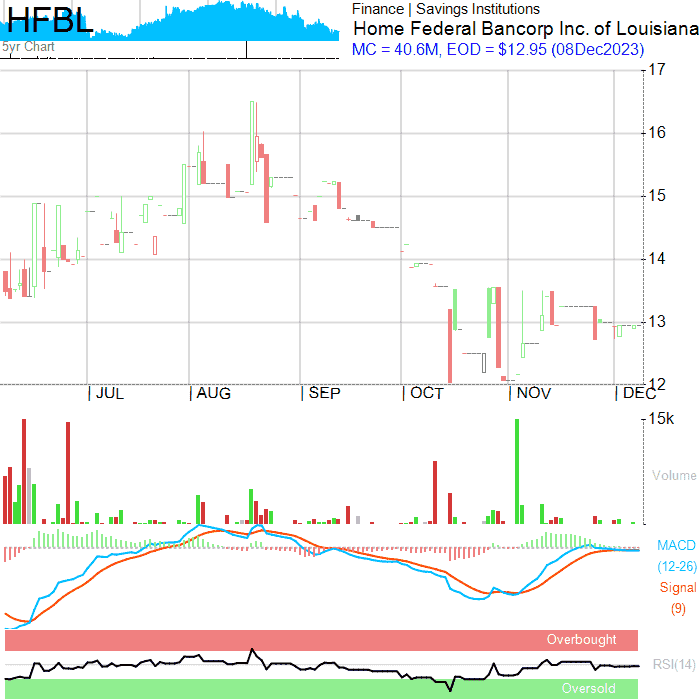 HFBL
Finance | Savings Institutions
Home Federal Bancorp Inc. of Louisiana
MC = 40.6M, EOD = $12.95 (08Dec2023)
5yr Chart
17
16
15
14
13
12
| JUL | AUG | SEP | OCT | NOV | DEC
15k
Volume
MACD
(12-26)
Signal
(9)
Overbought
RSI(14)
Oversold